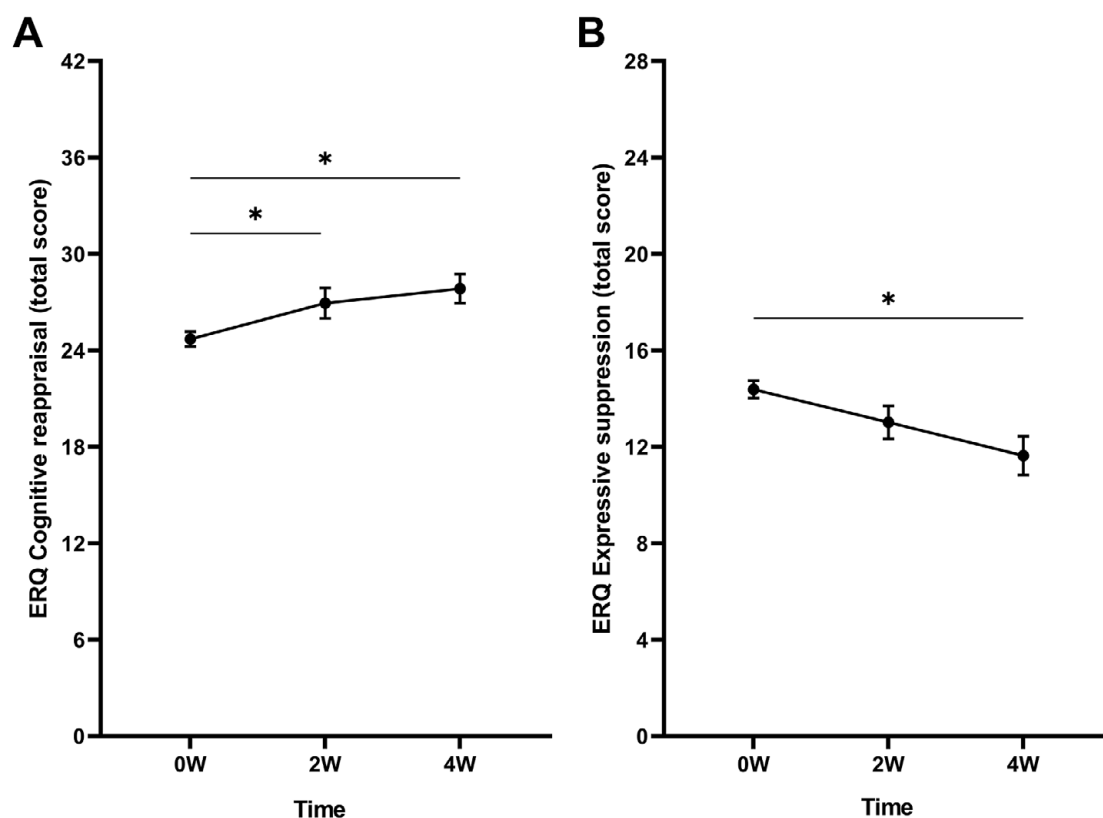 A
ERQ Cognitive reappraisal (total score)
42
36
30
24
18
12
6
0
*
*
0W 2W 4W
Time
B
ERQ Expressive suppression (total score)
28
24
20
16
12
8
4
0
*
0W 2W 4W
Time